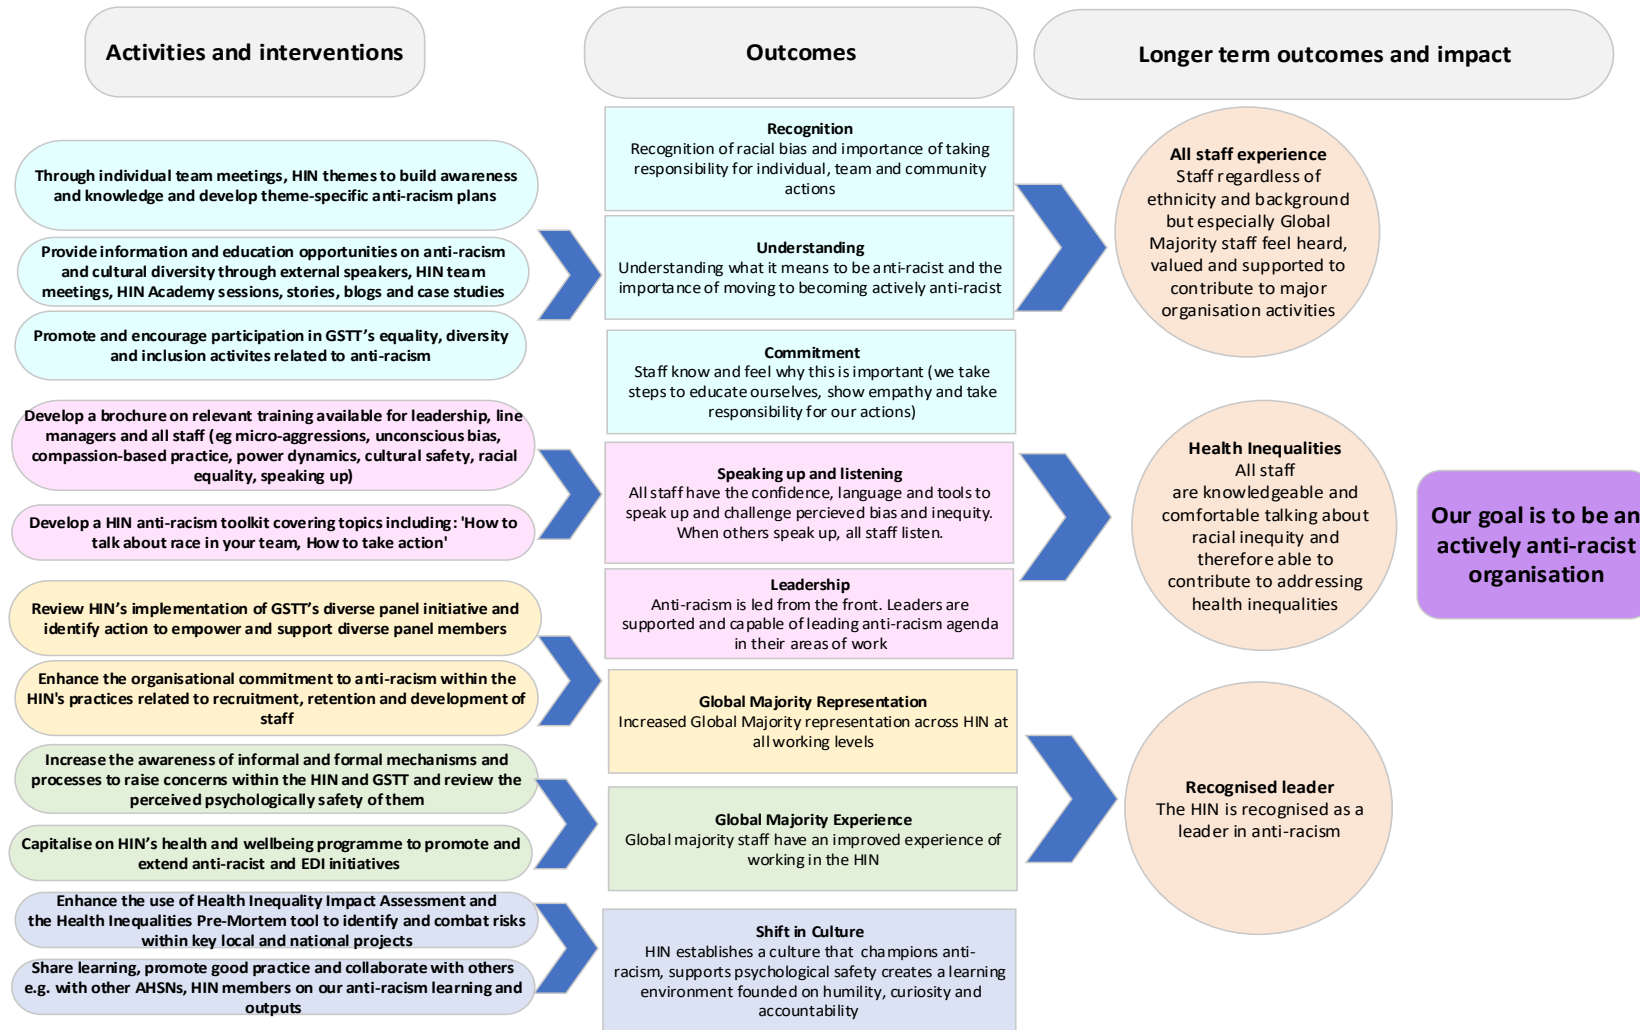 Activities and interventions
Outcomes
Longer term outcomes and impact
Through individual team meetings, HIN themes to build awareness
and knowledge and develop theme-specific anti-racism plans
Provide information and education opportunities on anti-racism
and cultural diversity through external speakers, HIN team
meetings, HIN Academy sessions, stories, blogs and case studies
Promote and encourage participation in GSTT’s equality, diversity
and inclusion activites related to anti-racism
Develop a brochure on relevant training available for leadership, line
managers and all staff (eg micro-aggressions, unconscious bias,
compassion-based practice, power dynamics, cultural safety, racial
equality, speaking up)
Develop a HIN anti-racism toolkit covering topics including: 'How to
talk about race in your team, How to take action'
Review HIN’s implementation of GSTT’s diverse panel initiative and
identify action to empower and support diverse panel members
Enhance the organisational commitment to anti-racism within the
HIN's practices related to recruitment, retention and development of
staff
Increase the awareness of informal and formal mechanisms and
processes to raise concerns within the HIN and GSTT and review the
perceived psychologically safety of them
Capitalise on HIN’s health and wellbeing programme to promote and
extend anti-racist and EDI initiatives
Enhance the use of Health Inequality Impact Assessment and
the Health Inequalities Pre-Mortem tool to identify and combat risks
within key local and national projects
Share learning, promote good practice and collaborate with others
e.g. with other AHSNs, HIN members on our anti-racism learning and
outputs
Recognition
Recognition of racial bias and importance of taking
responsibility for individual, team and community
actions
Understanding
Understanding what it means to be anti-racist and the
importance of moving to becoming actively anti-racist
Commitment
Staff know and feel why this is important (we take
steps to educate ourselves, show empathy and take
responsibility for our actions)
Speaking up and listening
All staff have the confidence, language and tools to
speak up and challenge percieved bias and inequity.
When others speak up, all staff listen.
Leadership
Anti-racism is led from the front. Leaders are
supported and capable of leading anti-racism agenda
in their areas of work
Global Majority Representation
Increased Global Majority representation across HIN at
all working levels
Global Majority Experience
Global majority staff have an improved experience of
working in the HIN
Shift in Culture
HIN establishes a culture that champions anti-
racism, supports psychological safety creates a learning
environment founded on humility, curiosity and
accountability
All staff experience
Staff regardless of
ethnicity and background
but especially Global
Majority staff feel heard,
valued and supported to
contribute to major
organisation activities
Health Inequalities
All staff
are knowledgeable and
comfortable talking about
racial inequity and
therefore able to
contribute to addressing
health inequalities
Recognised leader
The HIN is recognised as a
leader in anti-racism
Our goal is to be an
actively anti-racist
organisation